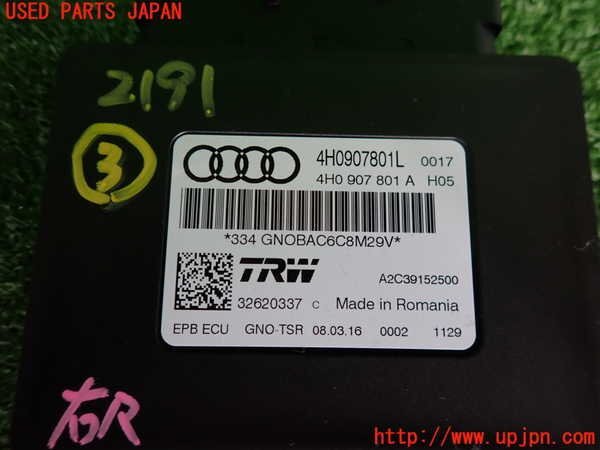 USED PARTS JAPAN
2191
3
4H0907801L 0017
4H0 907 801 A H05
*334 GNOBAC6C8M29V*
TRW
A2C39152500
32620337 C Made in Romania
EPB ECU GNO-TSR 08.03.16 0002 1129
右R
http://www.upjpn.com/